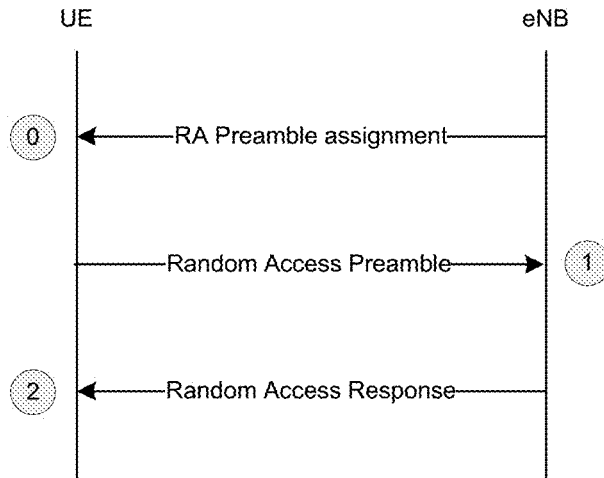 UE
eNB
0
RA Preamble assignment
Random Access Preamble
1
2
Random Access Response